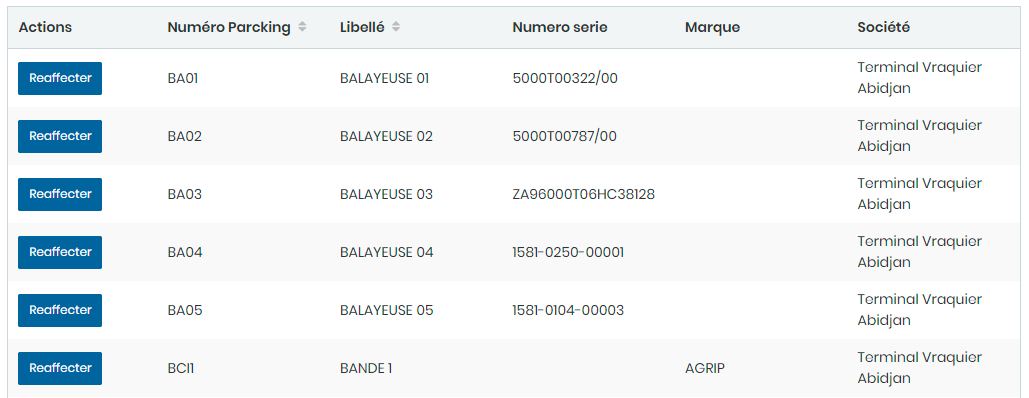 Actions Numéro Parcking Libellé Numero serie Marque Société
Reaffecter BA01 BALAYEUSE 01 5000T00322/00 Terminal Vraquier
Abidjan
Reaffecter BA02 BALAYEUSE 02 5000T00787/00 Terminal Vraquier
Abidjan
Reaffecter BA03 BALAYEUSE 03 ZA96000T06HC38128 Terminal Vraquier
Abidjan
Reaffecter BA04 BALAYEUSE 04 1581-0250-00001 Terminal Vraquier
Abidjan
Reaffecter BA05 BALAYEUSE 05 1581-0104-00003 Terminal Vraquier
Abidjan
Reaffecter BCI1 BANDE 1 AGRIP Terminal Vraquier
Abidjan